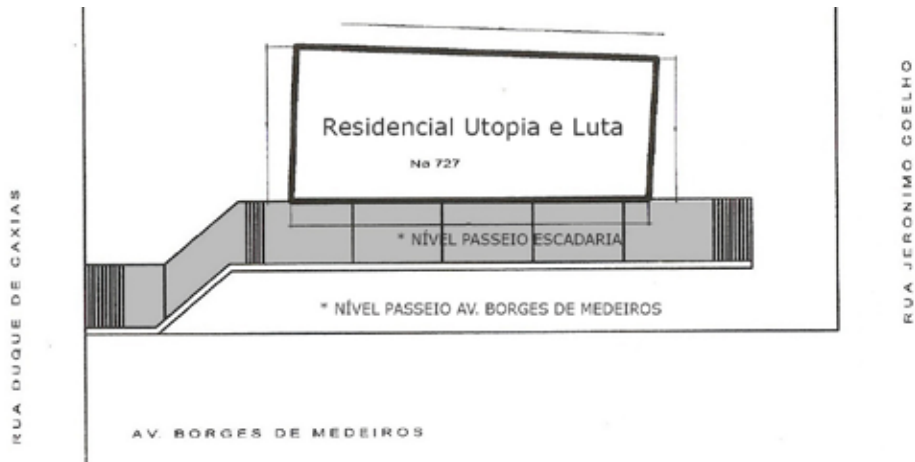 Residencial Utopia e Luta
No 727
* NÍVEL PASSEIO ESCADARIA
* NÍVEL PASSEIO AV. BORGES DE MEDEIROS
AV. BORGES DE MEDEIROS
RUA DUQUE DE CAXIAS
RUA JERONIMO COELHO